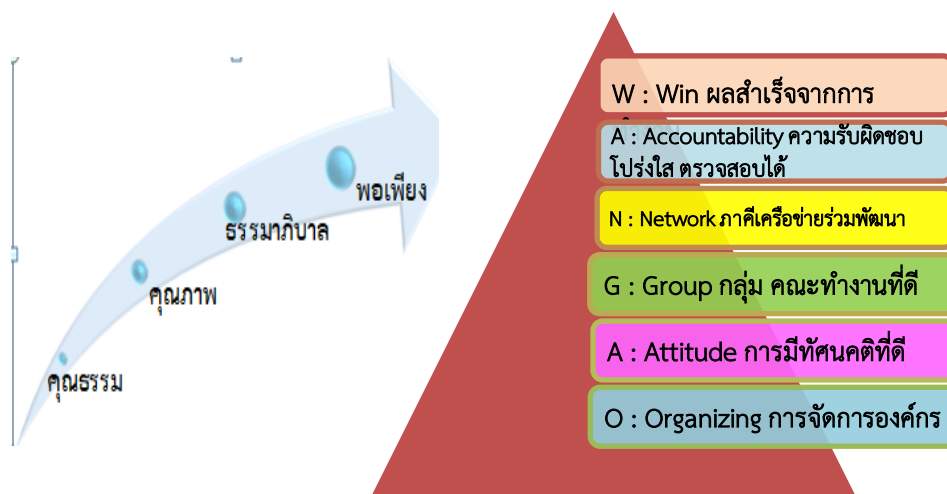 คุณธรรม
คุณภาพ
ธรรมาภิบาล
พอเพียง
W : Win ผลสำเร็จจากการ
A : Accountability ความรับผิดชอบ
โปร่งใส ตรวจสอบได้
N : Network ภาคีเครือข่ายร่วมพัฒนา
G : Group กลุ่ม คณะทำงานที่ดี
A : Attitude การมีทัศนคติที่ดี
O : Organizing การจัดการองค์กร